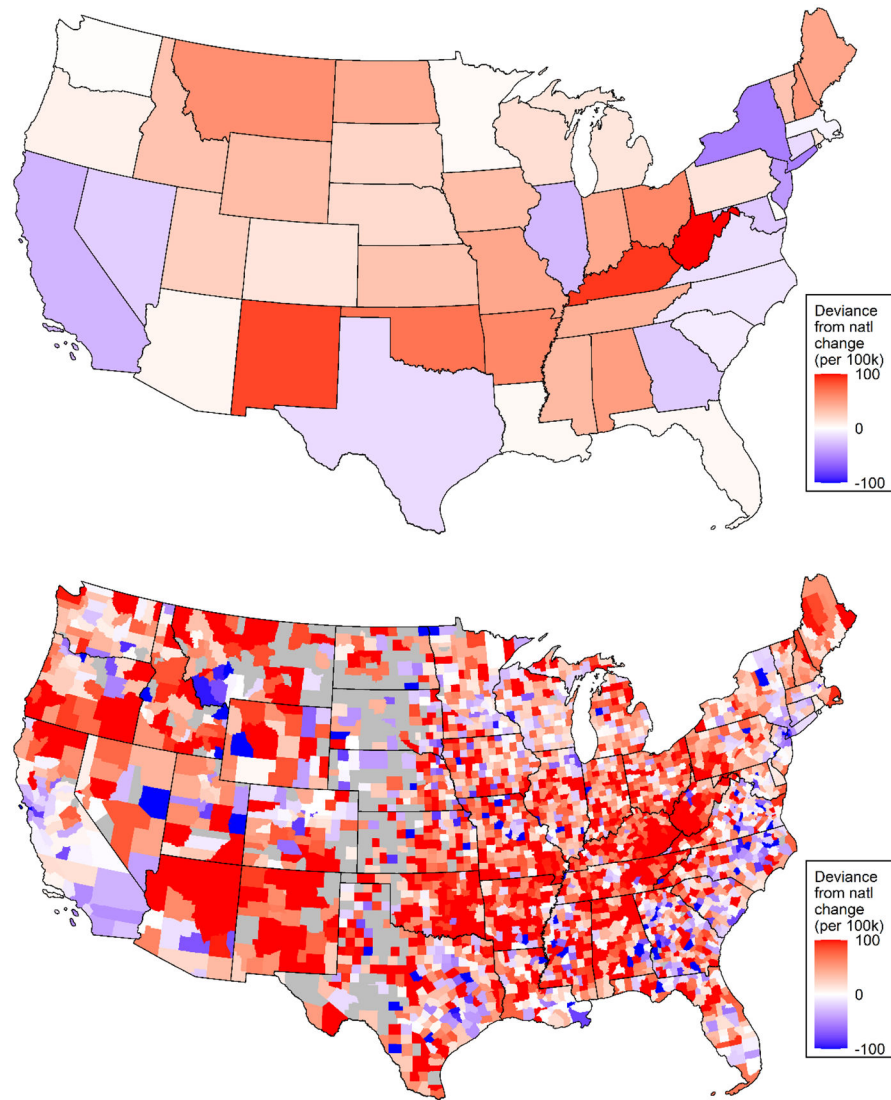 Deviance
from natl
change
(per 100k)
100
0
-100
Deviance
from natl
change
(per 100k)
100
0
-100